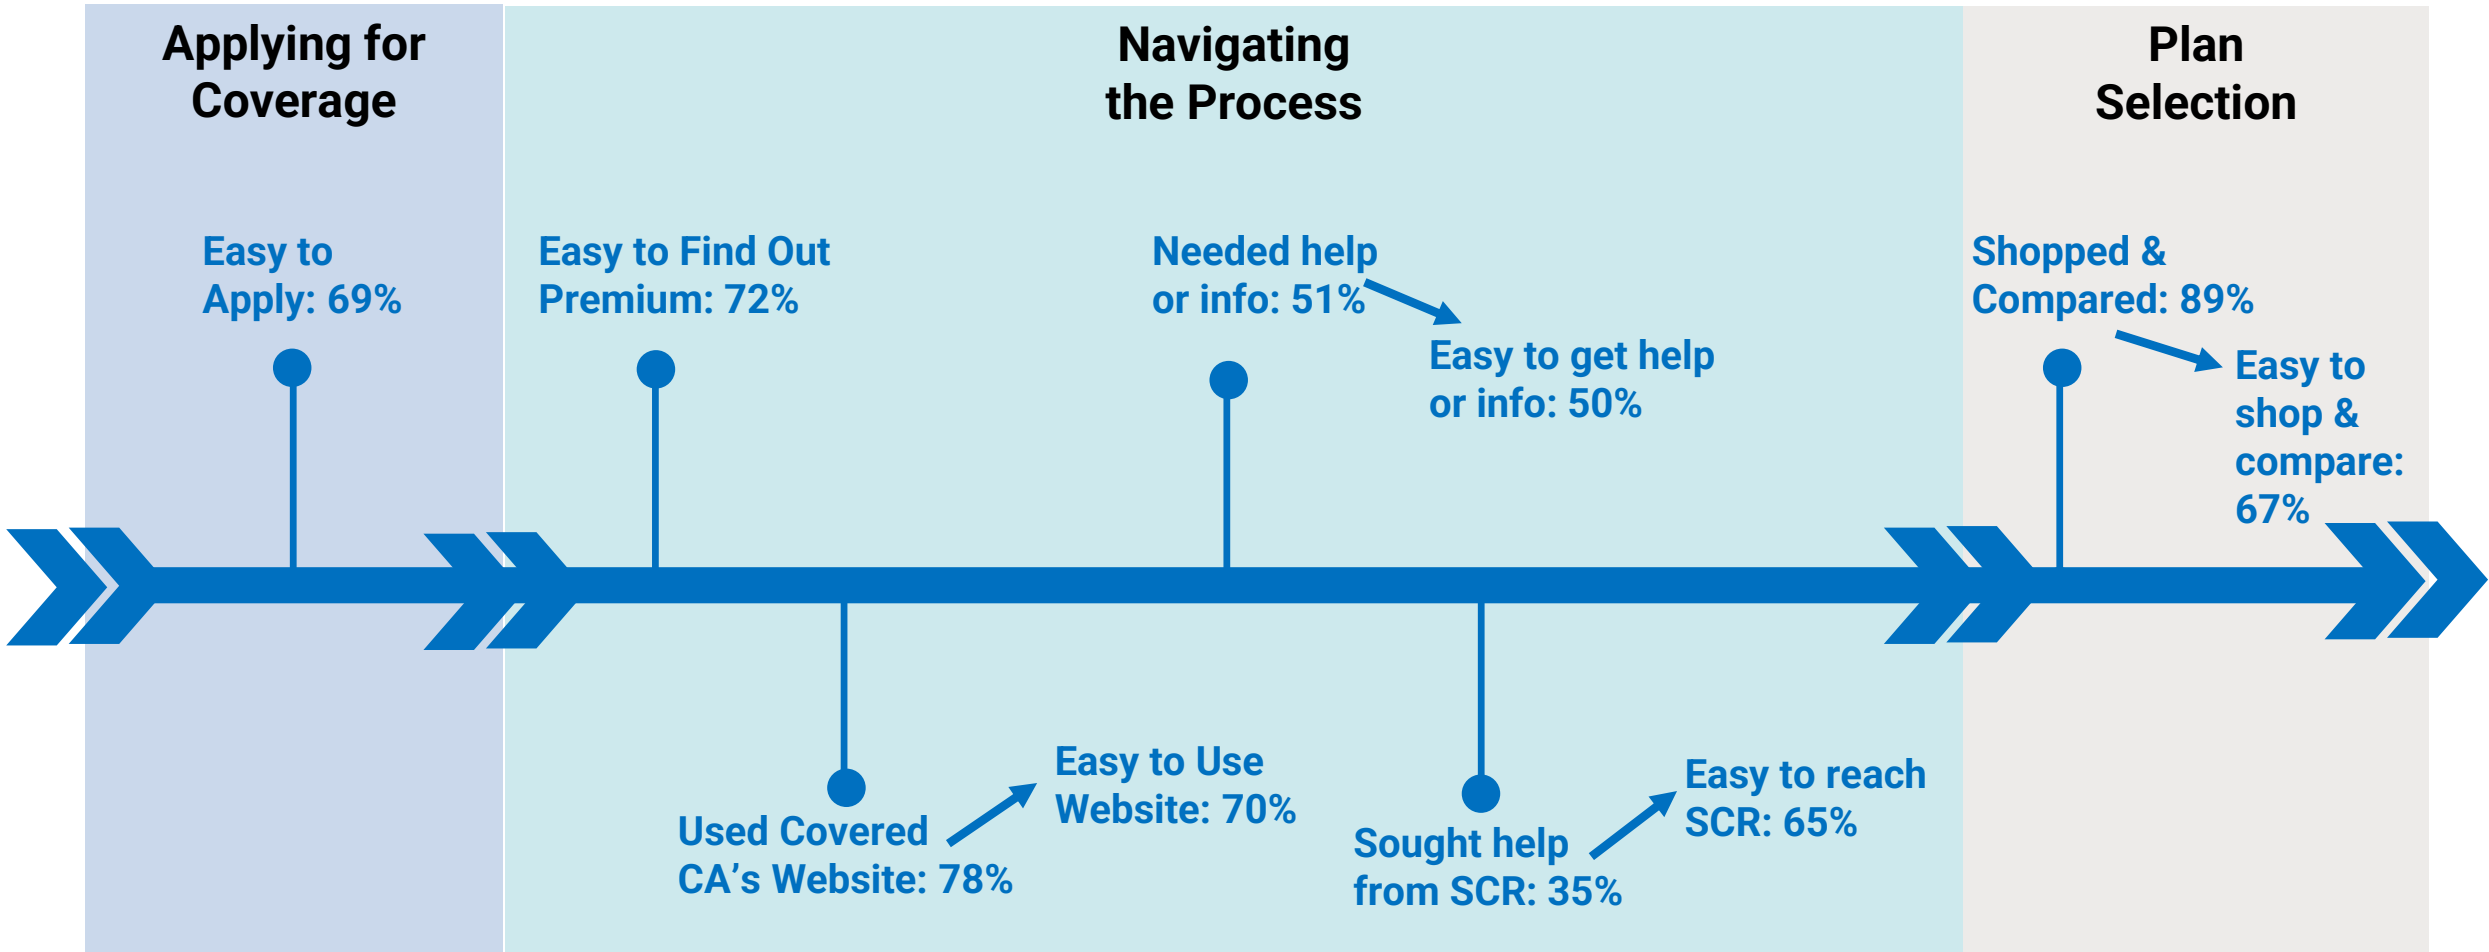 Applying for
Coverage
Navigating
the Process
Plan
Selection
Easy to
Apply: 69%
Easy to Find Out
Premium: 72%
Needed help
or info: 51%
Easy to get help
or info: 50%
Shopped &
Compared: 89%
Easy to
shop &
compare:
67%
Used Covered
CA’s Website: 78%
Easy to Use
Website: 70%
Sought help
from SCR: 35%
Easy to reach
SCR: 65%